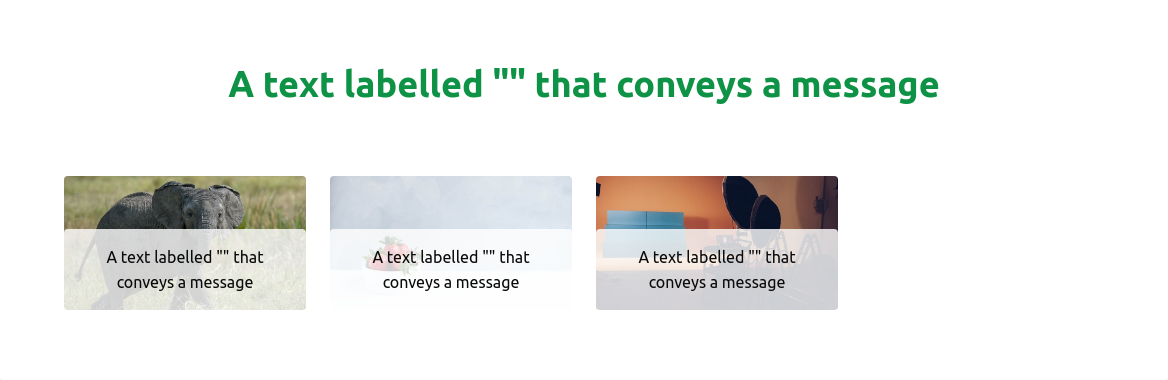 A text labelled "" that conveys a message
A text labelled "" that
conveys a message
A text labelled "" that
conveys a message
A text labelled "" that
conveys a message